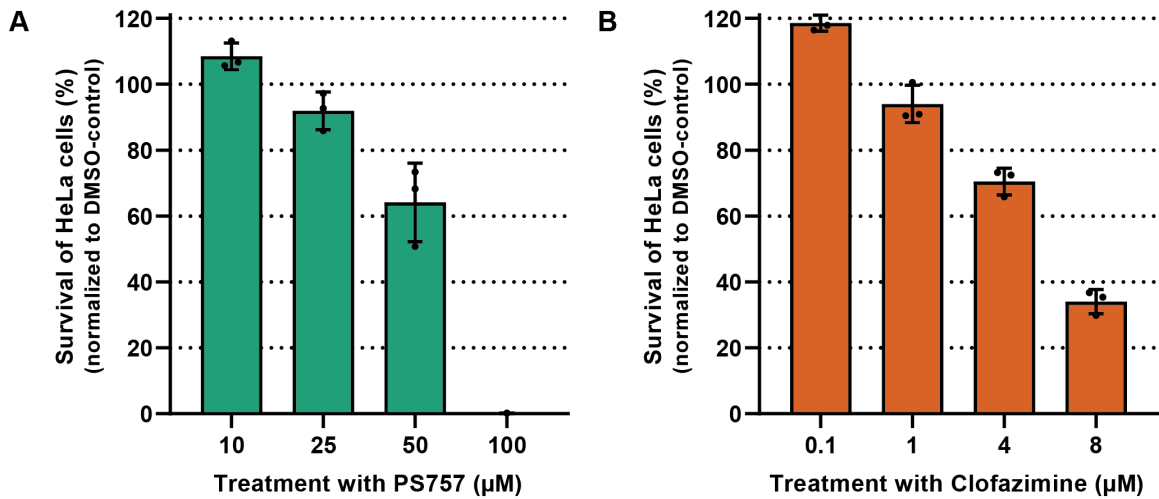 A
Survival of HeLa cells (%)
(normalized to DMSO-control)
120
100
80
60
40
20
0
10 25 50 100
Treatment with PS757 (µM)
B
Survival of HeLa cells (%)
(normalized to DMSO-control)
120
100
80
60
40
20
0
0.1 1 4 8
Treatment with Clofazimine (µM)